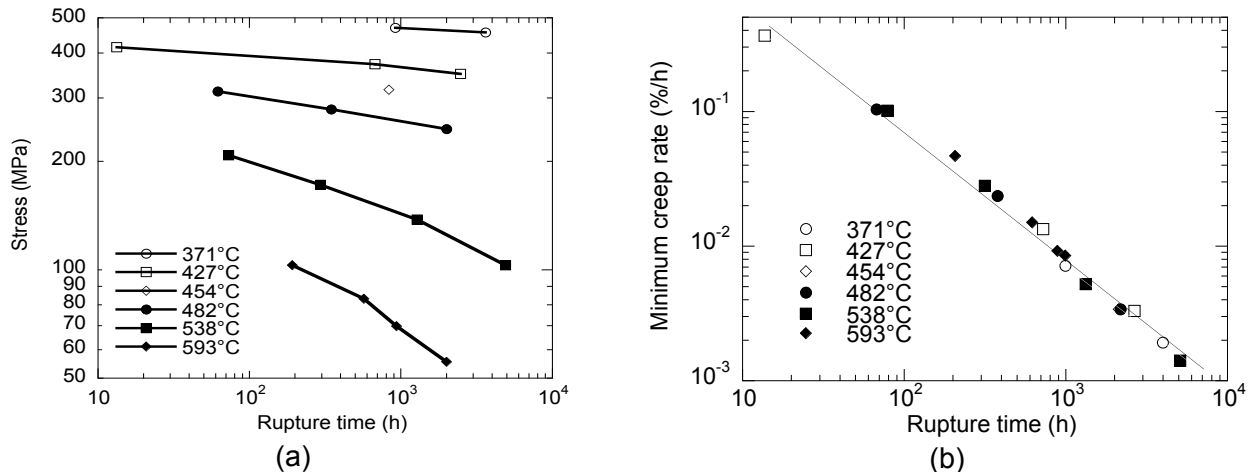 500
400
300
200
100
90
80
70
60
50
Stress (MPa)
371°C
427°C
454°C
482°C
538°C
593°C
10
10²
10³
10⁴
Rupture time (h)
(a)
Minimum creep rate (%/h)
10⁻¹
10⁻²
10⁻³
371°C
427°C
454°C
482°C
538°C
593°C
10
10²
10³
10⁴
Rupture time (h)
(b)